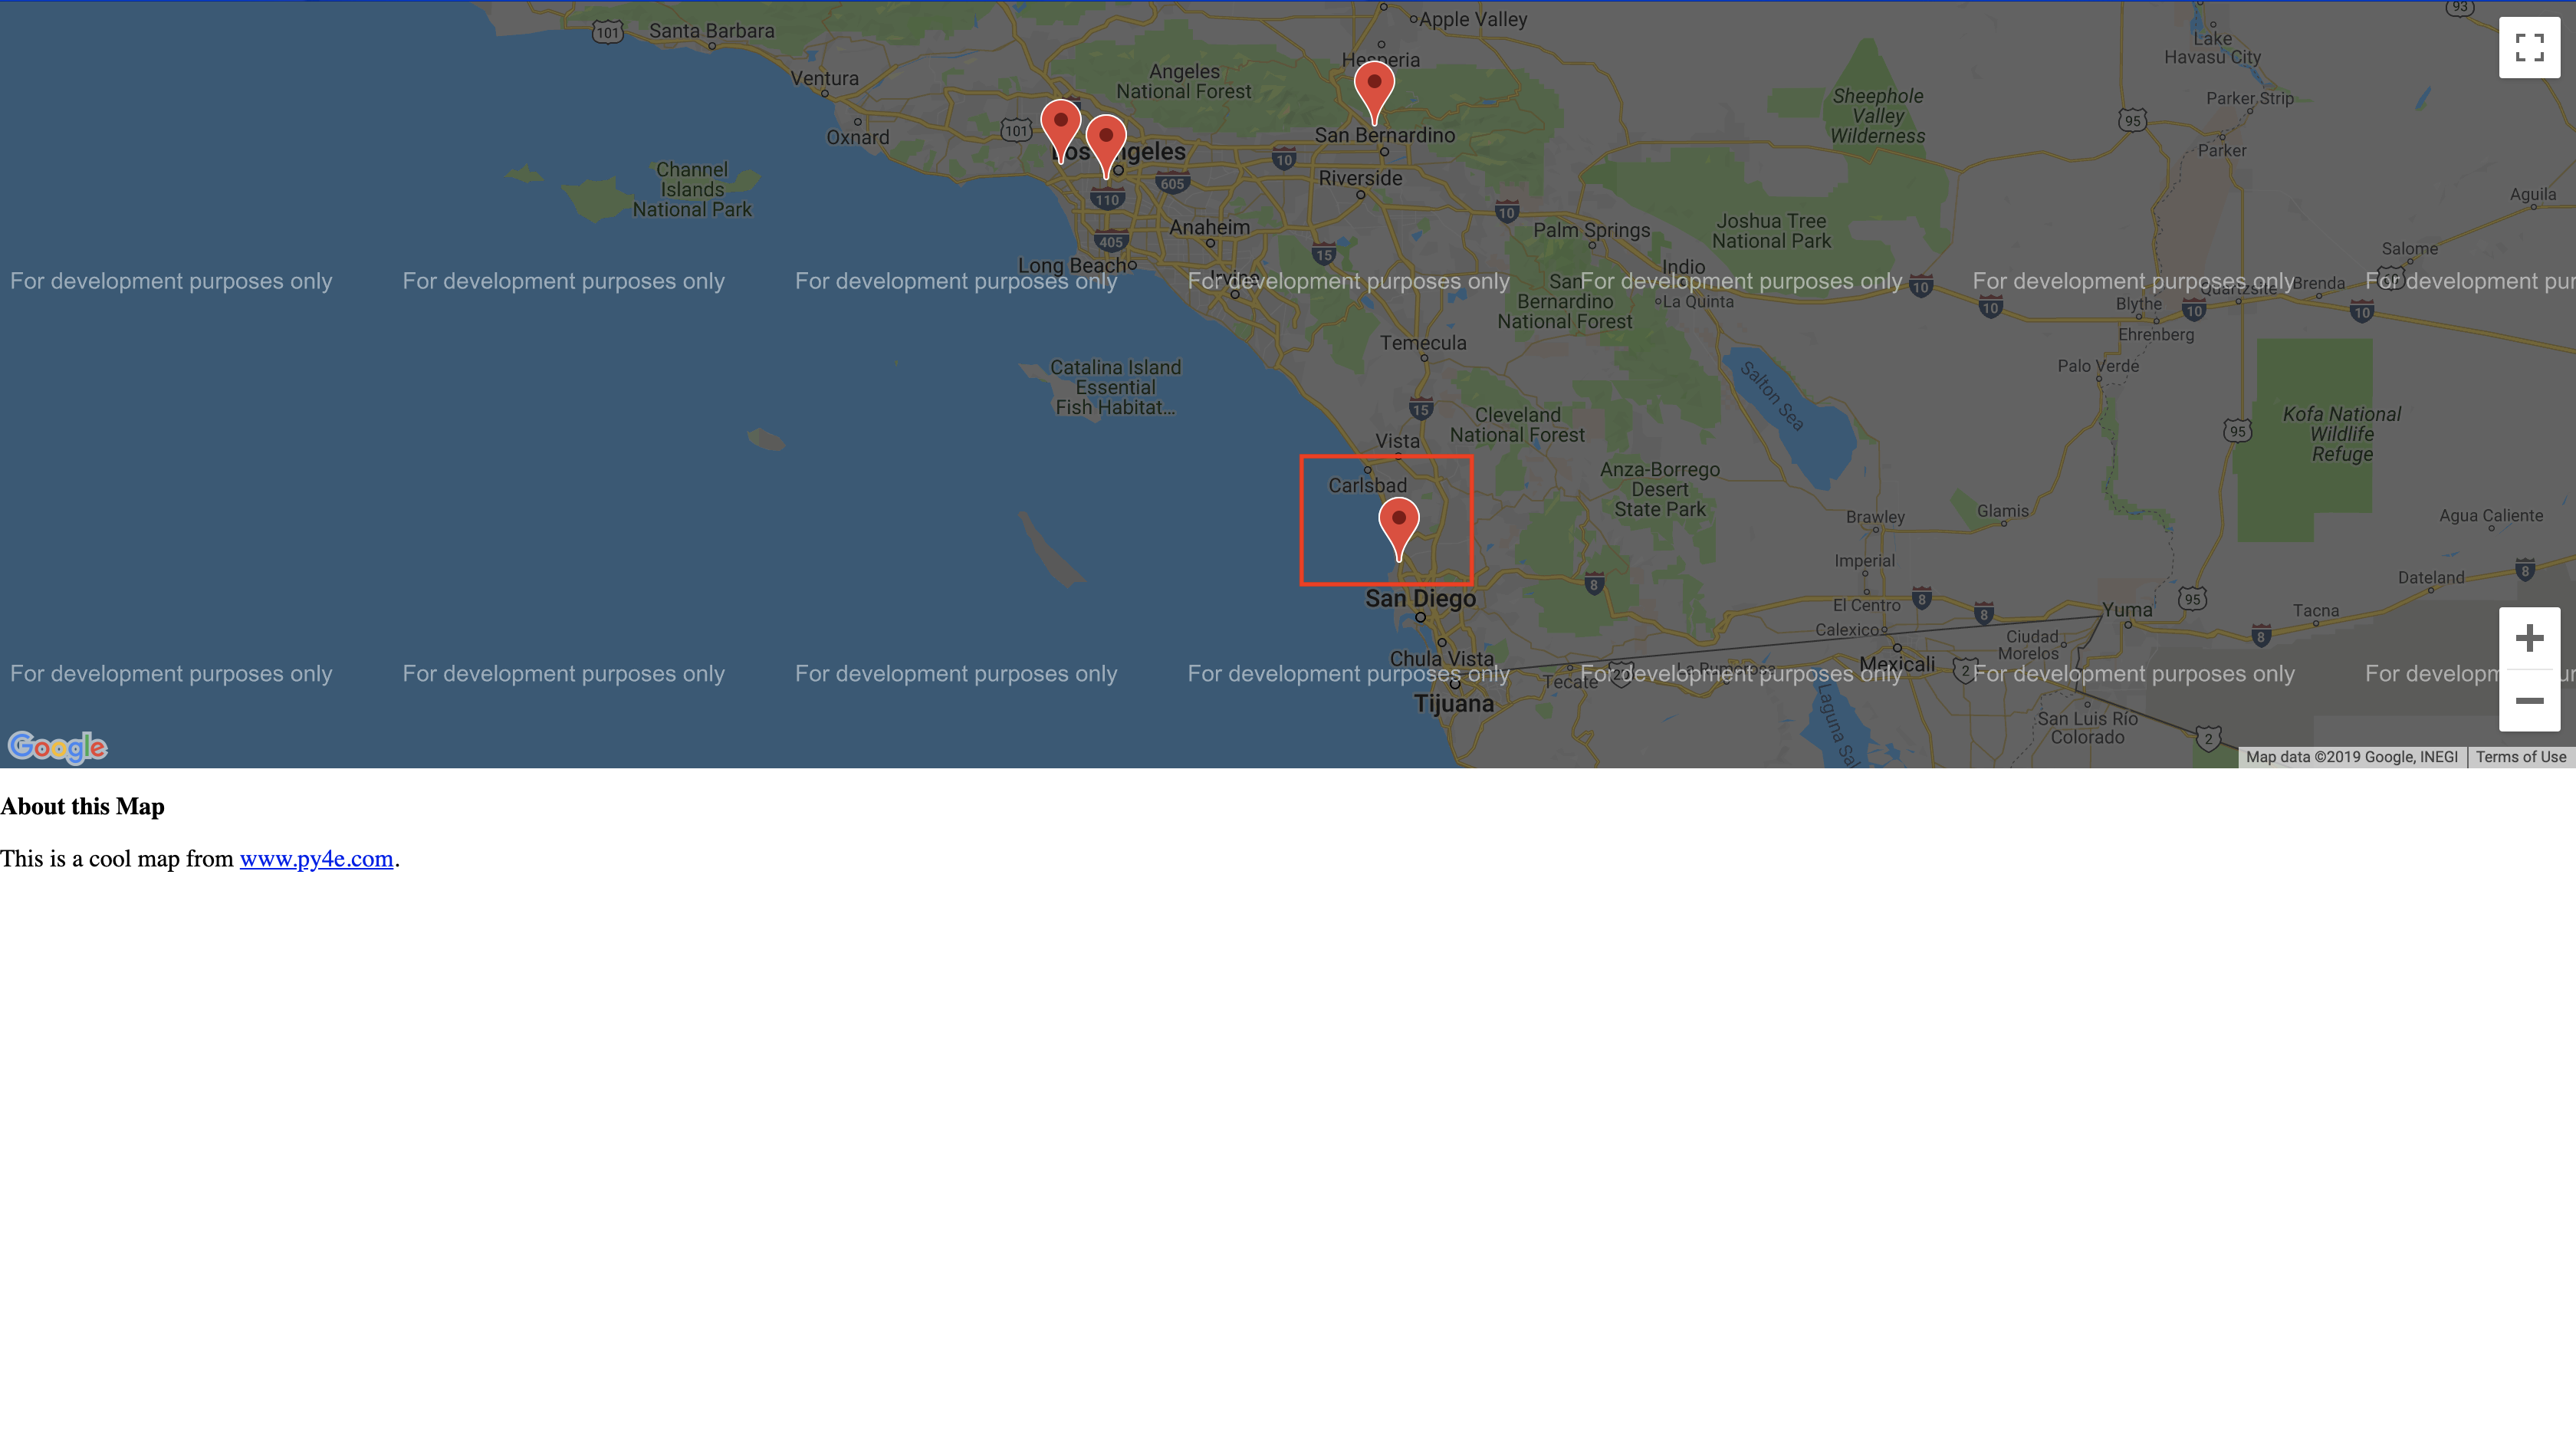 Santa Barbara
101
Apple Valley
93
Ventura
Hesperia
Lake
Havasu City
Angeles
National Forest
Sheephole
Valley
Wilderness
Parker Strip
95
Oxnard
101
Los Angeles
San Bernardino
Parker
10
Channel
Islands
National Park
605
Riverside
110
Aguila
10
Anaheim
405
Palm Springs
Joshua Tree
National Park
15
Salome
Long Beach
Irvine
Indio
For development purposes only
For development purposes only
For development purposes only
For development purposes only
For development purposes only
For development purposes only
For development pur
San
Bernardino
National Forest
La Quinta
10
10
Quartzsite
Brenda
Blythe
10
10
Ehrenberg
Temecula
Palo Verde
Catalina Island
Essential
Fish Habitat...
Salton Sea
15
Cleveland
National Forest
Kofa National
Wildlife
Refuge
95
Vista
Carlsbad
Anza-Borrego
Desert
State Park
Brawley
Glamis
Agua Caliente
Imperial
8
Dateland
8
San Diego
El Centro
8
8
Yuma
95
Tacna
Calexico
Ciudad
Morelos
8
Chula Vista
Mexicali
2
La Rumorosa
Tecate
For development purposes only
For development purposes only
For development purposes only
For development purposes only
For development purposes only
For development purposes only
For developm
Tijuana
Laguna Sal
San Luis Río
Colorado
2
Google
Map data ©2019 Google, INEGI
Terms of Use
About this Map
This is a cool map from www.py4e.com.